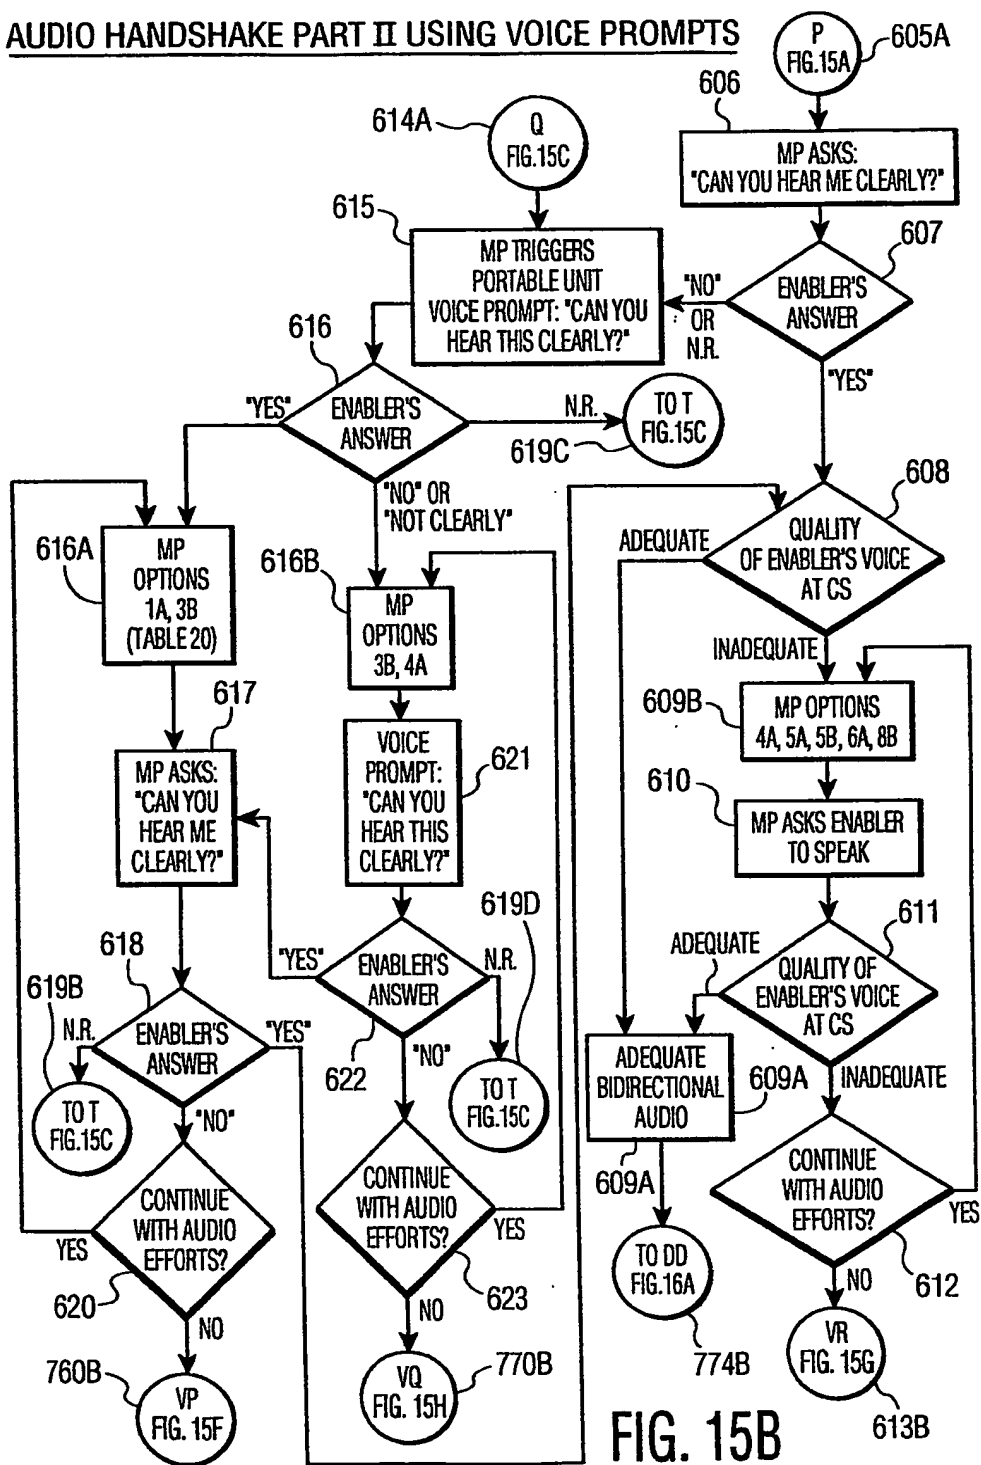 AUDIO HANDSHAKE PART II USING VOICE PROMPTS
P
FIG.15A
605A
606
MP ASKS:
"CAN YOU HEAR ME CLEARLY?"
614A
Q
FIG.15C
615
MP TRIGGERS
PORTABLE UNIT
VOICE PROMPT: "CAN YOU
HEAR THIS CLEARLY?"
607
ENABLER'S
ANSWER
"NO"
OR
N.R.
"YES"
616
ENABLER'S
ANSWER
"YES"
N.R.
TO T
FIG.15C
619C
"NO" OR
"NOT CLEARLY"
608
QUALITY
OF ENABLER'S VOICE
AT CS
ADEQUATE
INADEQUATE
616A
MP
OPTIONS
1A, 3B
(TABLE 20)
616B
MP
OPTIONS
3B, 4A
609B
MP OPTIONS
4A, 5A, 5B, 6A, 8B
617
MP ASKS:
"CAN YOU
HEAR ME
CLEARLY?"
VOICE
PROMPT:
"CAN YOU
HEAR THIS
CLEARLY?"
621
610
MP ASKS ENABLER
TO SPEAK
611
QUALITY OF
ENABLER'S VOICE
AT CS
ADEQUATE
INADEQUATE
618
ENABLER'S
ANSWER
N.R.
"YES"
"NO"
619B
TO T
FIG.15C
619D
ENABLER'S
ANSWER
"YES"
N.R.
622
"NO"
TO T
FIG.15C
ADEQUATE
BIDIRECTIONAL
AUDIO
609A
609A
CONTINUE
WITH AUDIO
EFFORTS?
YES
620
NO
CONTINUE
WITH AUDIO
EFFORTS?
YES
623
NO
CONTINUE
WITH AUDIO
EFFORTS?
YES
612
NO
TO DD
FIG.16A
774B
760B
VP
FIG. 15F
VQ
FIG. 15H
770B
VR
FIG. 15G
613B
FIG. 15B